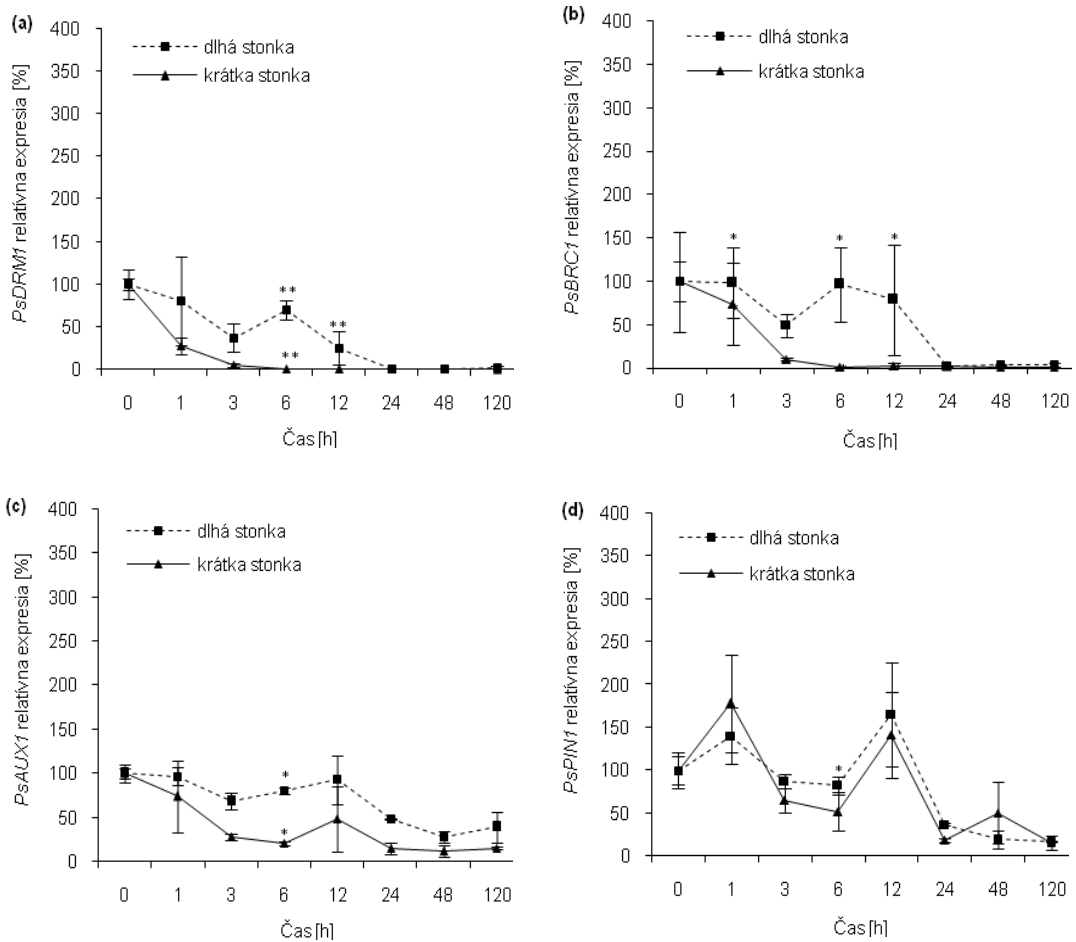 (a)
dlhá stonka
krátka stonka
PsDRM1 relatívna expresia [%]
400
350
300
250
200
150
100
50
0
**
**
**
0 1 3 6 12 24 48 120
Čas [h]
(b)
dlhá stonka
krátka stonka
PsBRC1 relatívna expresia [%]
400
350
300
250
200
150
100
50
0
* * *
0 1 3 6 12 24 48 120
Čas [h]
(c)
dlhá stonka
krátka stonka
PsAUX1 relatívna expresia [%]
400
350
300
250
200
150
100
50
0
*
*
0 1 3 6 12 24 48 120
Čas [h]
(d)
dlhá stonka
krátka stonka
PsPIN1 relatívna expresia [%]
400
350
300
250
200
150
100
50
0
*
0 1 3 6 12 24 48 120
Čas [h]